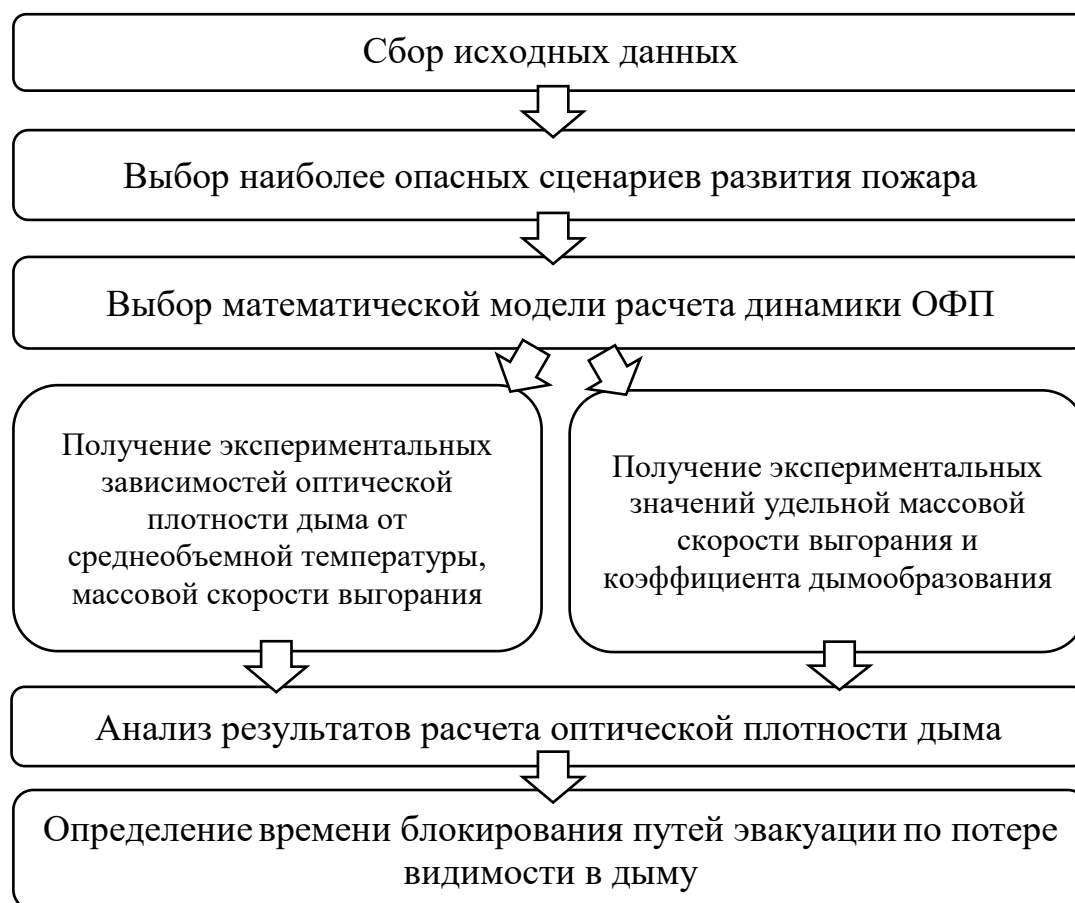 Сбор исходных данных
Выбор наиболее опасных сценариев развития пожара
Выбор математической модели расчета динамики ОФП
Получение экспериментальных
зависимостей оптической
плотности дыма от
среднеобъемной температуры,
массовой скорости выгорания
Получение экспериментальных
значений удельной массовой
скорости выгорания и
коэффициента дымообразования
Анализ результатов расчета оптической плотности дыма
Определение времени блокирования путей эвакуации по потере
видимости в дыму